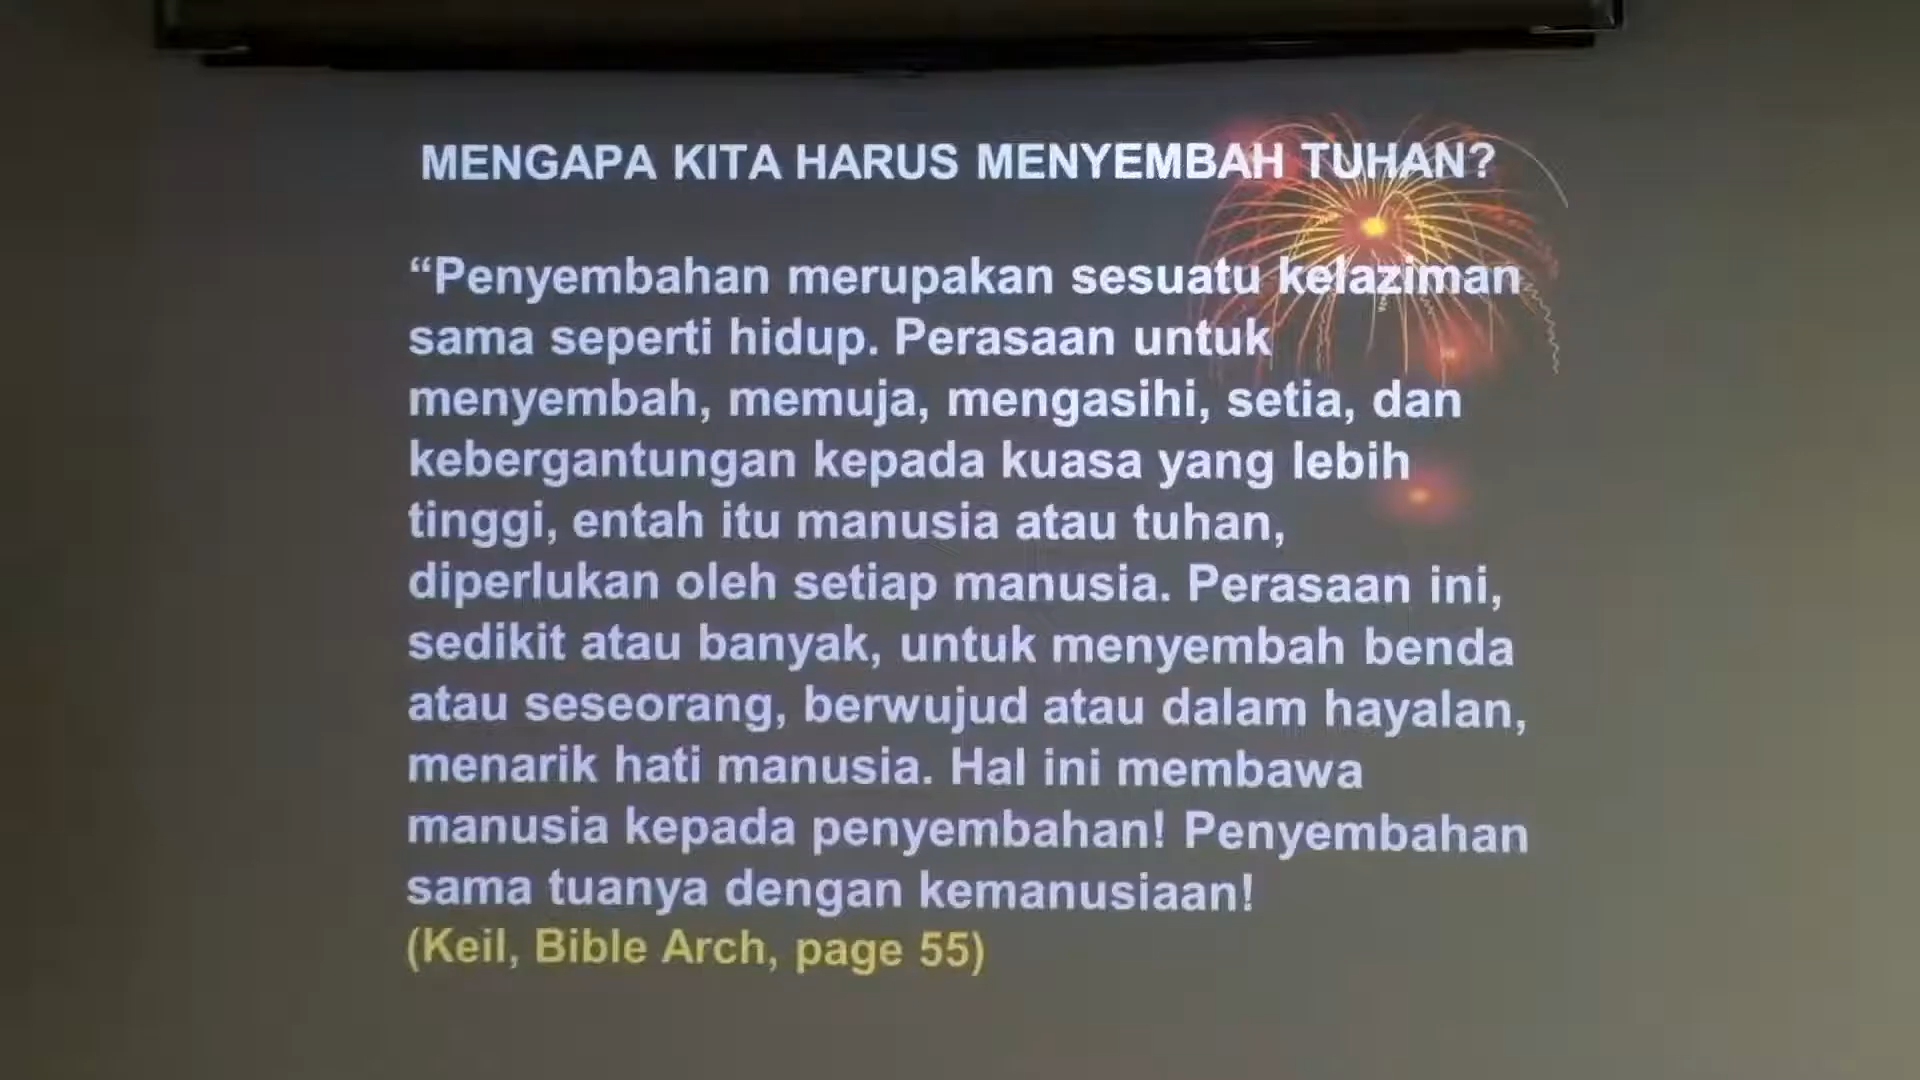 MENGAPA KITA HARUS MENYEMBAH TUHAN?
“Penyembahan merupakan sesuatu kelaziman
sama seperti hidup. Perasaan untuk
menyembah, memuja, mengasihi, setia, dan
kebergantungan kepada kuasa yang lebih
tinggi, entah itu manusia atau tuhan,
diperlukan oleh setiap manusia. Perasaan ini,
sedikit atau banyak, untuk menyembah benda
atau seseorang, berwujud atau dalam hayalan,
menarik hati manusia. Hal ini membawa
manusia kepada penyembahan! Penyembahan
sama tuanya dengan kemanusiaan!
(Keil, Bible Arch, page 55)